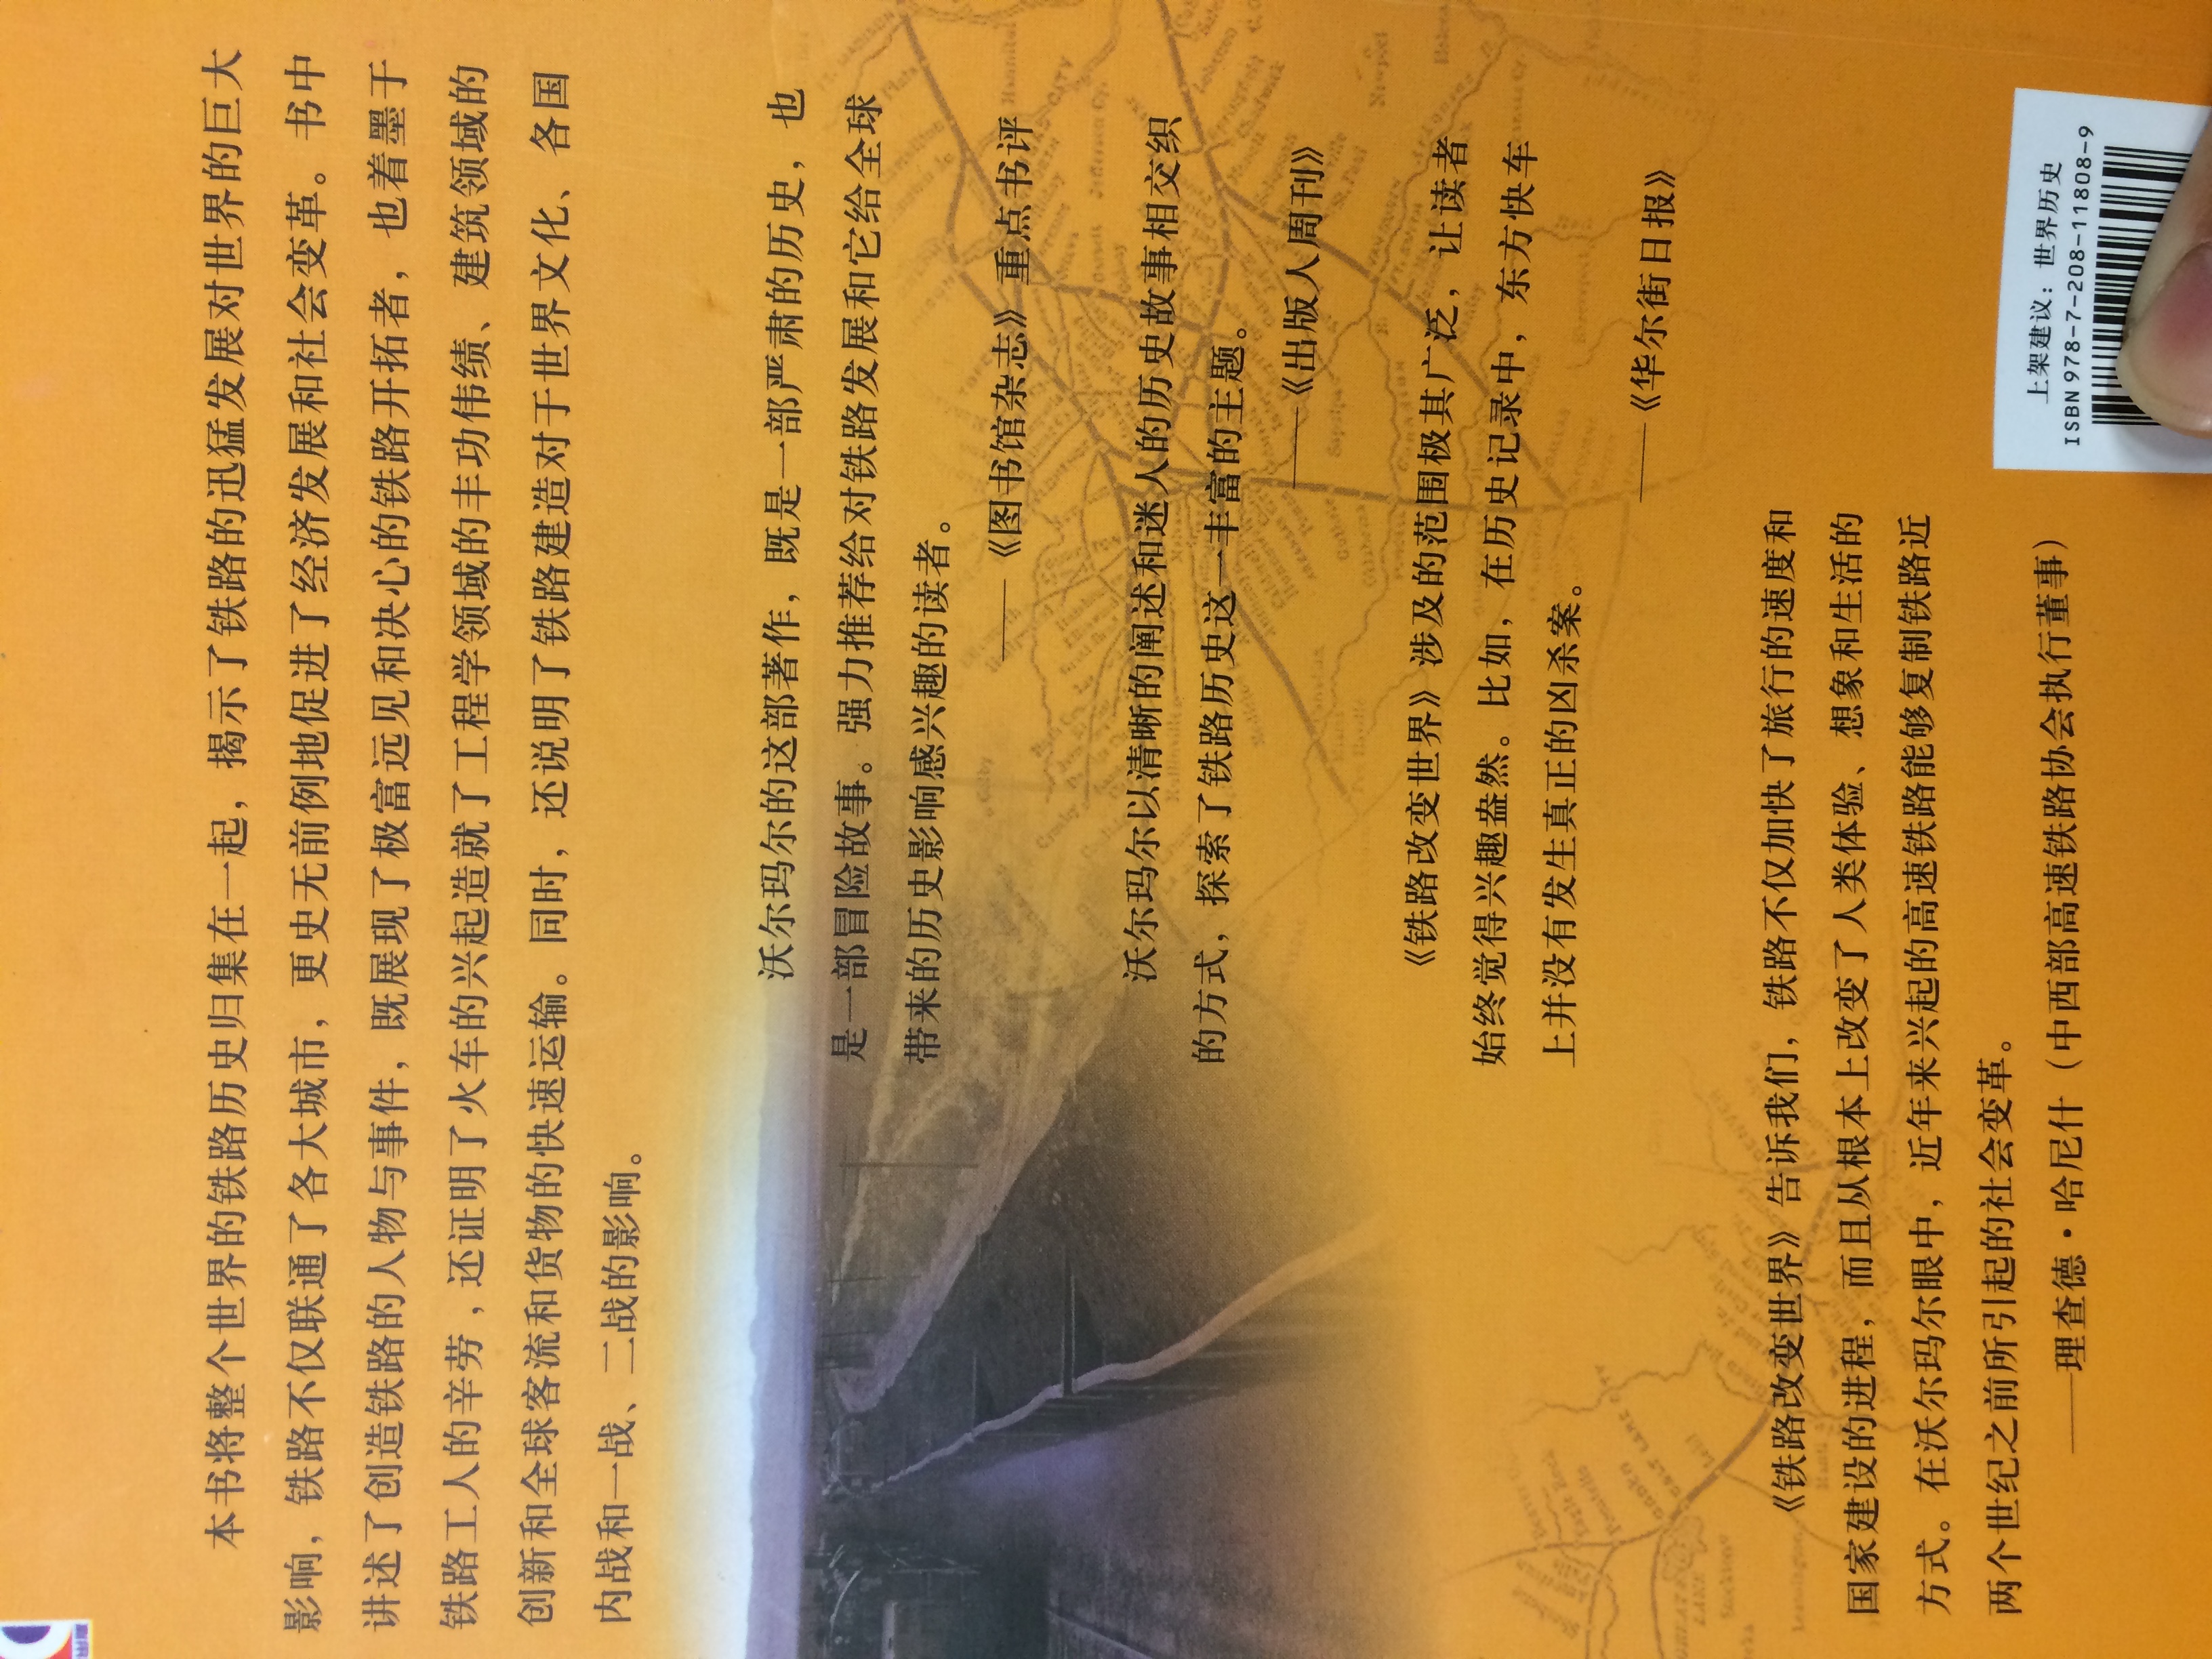 本书将整个世界的铁路历史归集在一起，揭示了铁路的迅猛发展对世界的巨大
影响，铁路不仅联通了各大城市，更史无前例地促进了经济发展和社会变革。书中
讲述了创造铁路的人物与事件，既展现了极富远见和决心的铁路开拓者，也着墨于
铁路工人的辛劳，还证明了火车的兴起造就了工程学领域的丰功伟绩、建筑领域的
创新和全球客流和货物的快速运输。同时，还说明了铁路建造对于世界文化、各国
内战和一战、二战的影响。
沃尔玛尔的这部著作，既是一部严肃的历史，也
是一部冒险故事。强力推荐给对铁路发展和它给全球
带来的历史影响感兴趣的读者。
——《图书馆杂志》重点书评
沃尔玛尔以清晰的阐述和迷人的历史故事相交织
的方式，探索了铁路历史这一丰富的主题。
——《出版人周刊》
《铁路改变世界》涉及的范围极其广泛，让读者
始终觉得兴趣盎然。比如，在历史记录中，东方快车
上并没有发生真正的凶杀案。
——《华尔街日报》
《铁路改变世界》告诉我们，铁路不仅加快了旅行的速度和
国家建设的进程，而且从根本上改变了人类体验、想象和生活的
方式。在沃尔玛尔眼中，近年来兴起的高速铁路能够复制铁路近
两个世纪之前所引起的社会变革。
——理查德·哈尼什（中西部高速铁路协会执行董事）
上架建议：世界历史
ISBN 978-7-208-11808-9
Jefferson Cy.
Hannibal
Sapulpa
Guthrie
Newport
Canadian
Eagle Rock
Pocatello
SALT LAKE CITY
GREAT SALT
LAKE
Stockton
Lehi
Manti
DENVER